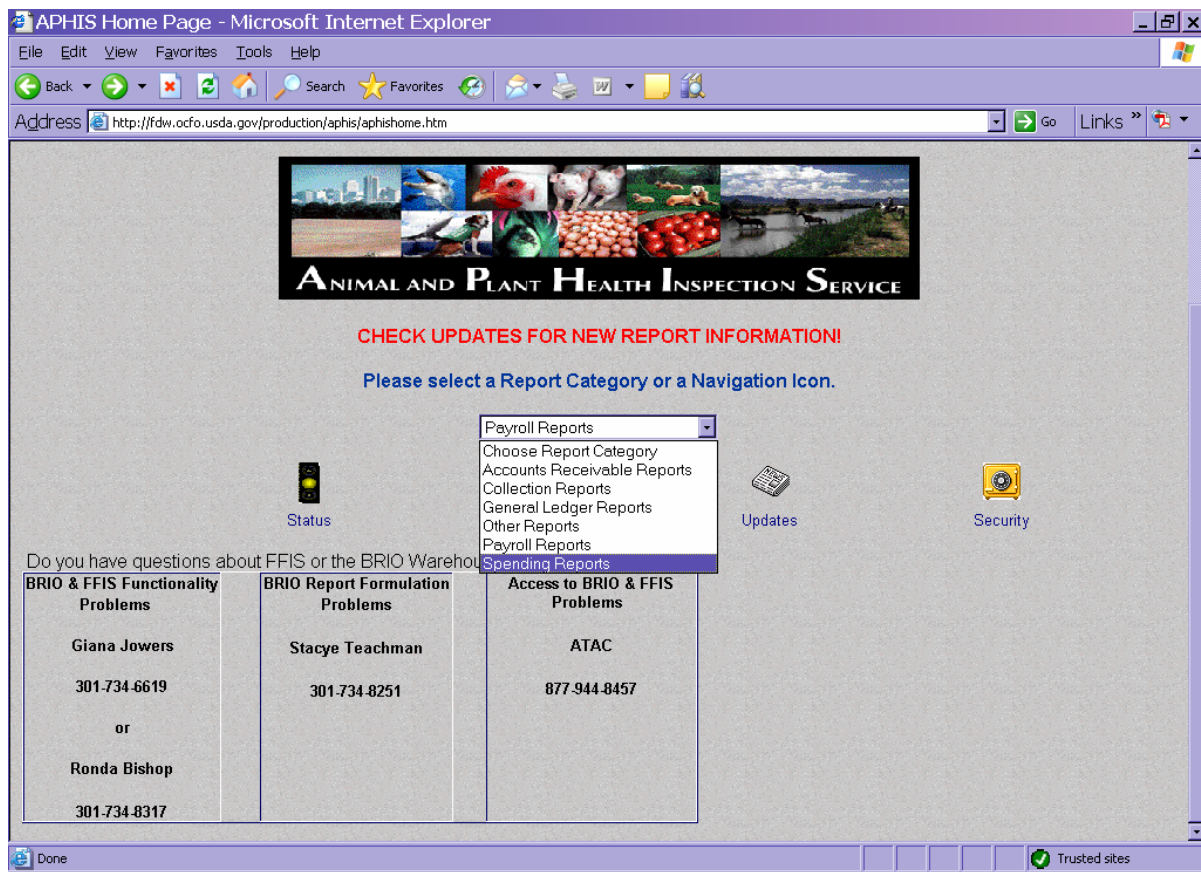 APHIS Home Page - Microsoft Internet Explorer
File Edit View Favorites Tools Help
Back Search Favorites
Address http://fdw.ocfo.usda.gov/production/aphis/aphishome.htm Go Links »
ANIMAL AND PLANT HEALTH INSPECTION SERVICE
CHECK UPDATES FOR NEW REPORT INFORMATION!
Please select a Report Category or a Navigation Icon.
Payroll Reports
Choose Report Category
Accounts Receivable Reports
Collection Reports
General Ledger Reports
Other Reports
Payroll Reports
Spending Reports
Status
NEWS
Updates
Security
Do you have questions about FFIS or the BRIO Warehou
BRIO & FFIS Functionality
Problems
Giana Jowers
301-734-6619
or
Ronda Bishop
301-734-8317
BRIO Report Formulation
Problems
Stacye Teachman
301-734-8251
Access to BRIO & FFIS
Problems
ATAC
877-944-8457
Done Trusted sites